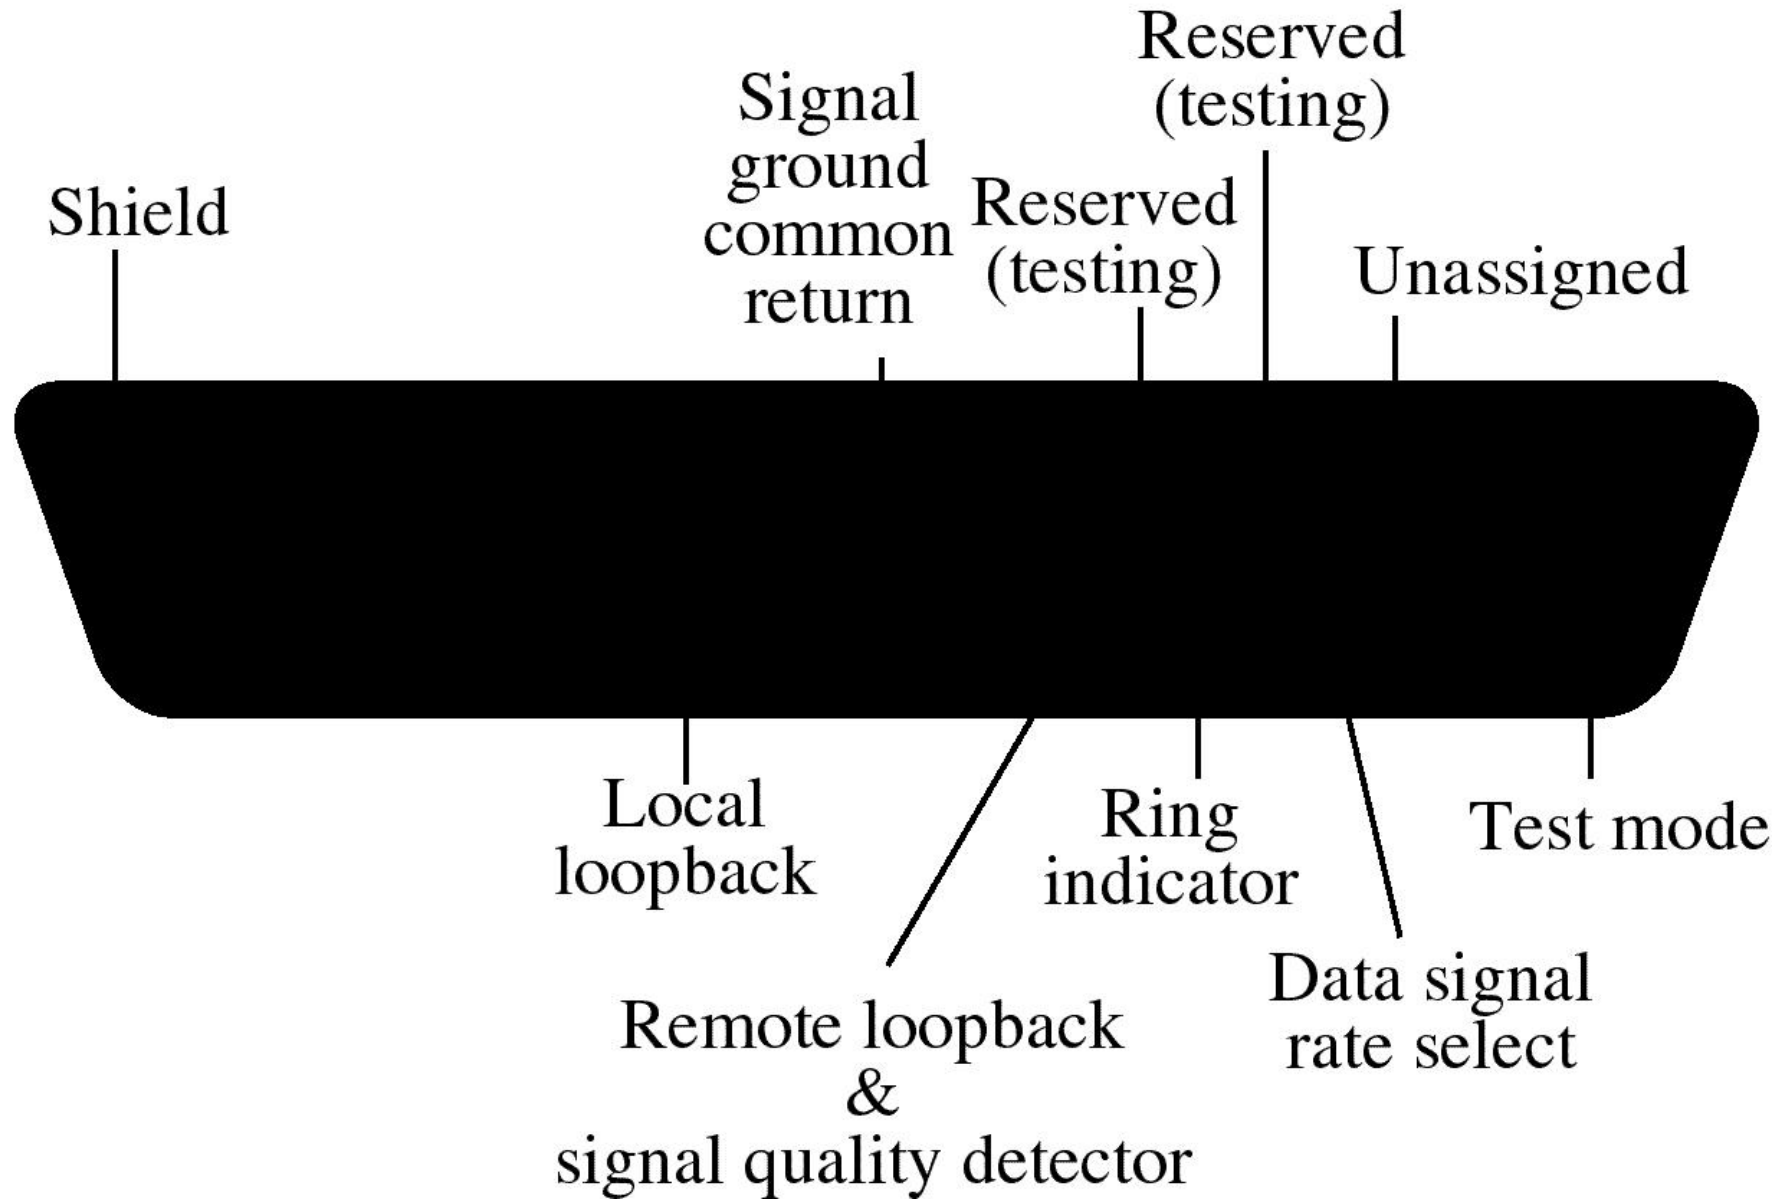 Reserved
(testing)
Signal
ground
common
return
Reserved
(testing)
Shield
Unassigned
Local
loopback
Ring
indicator
Test mode
Data signal
rate select
Remote loopback
&
signal quality detector